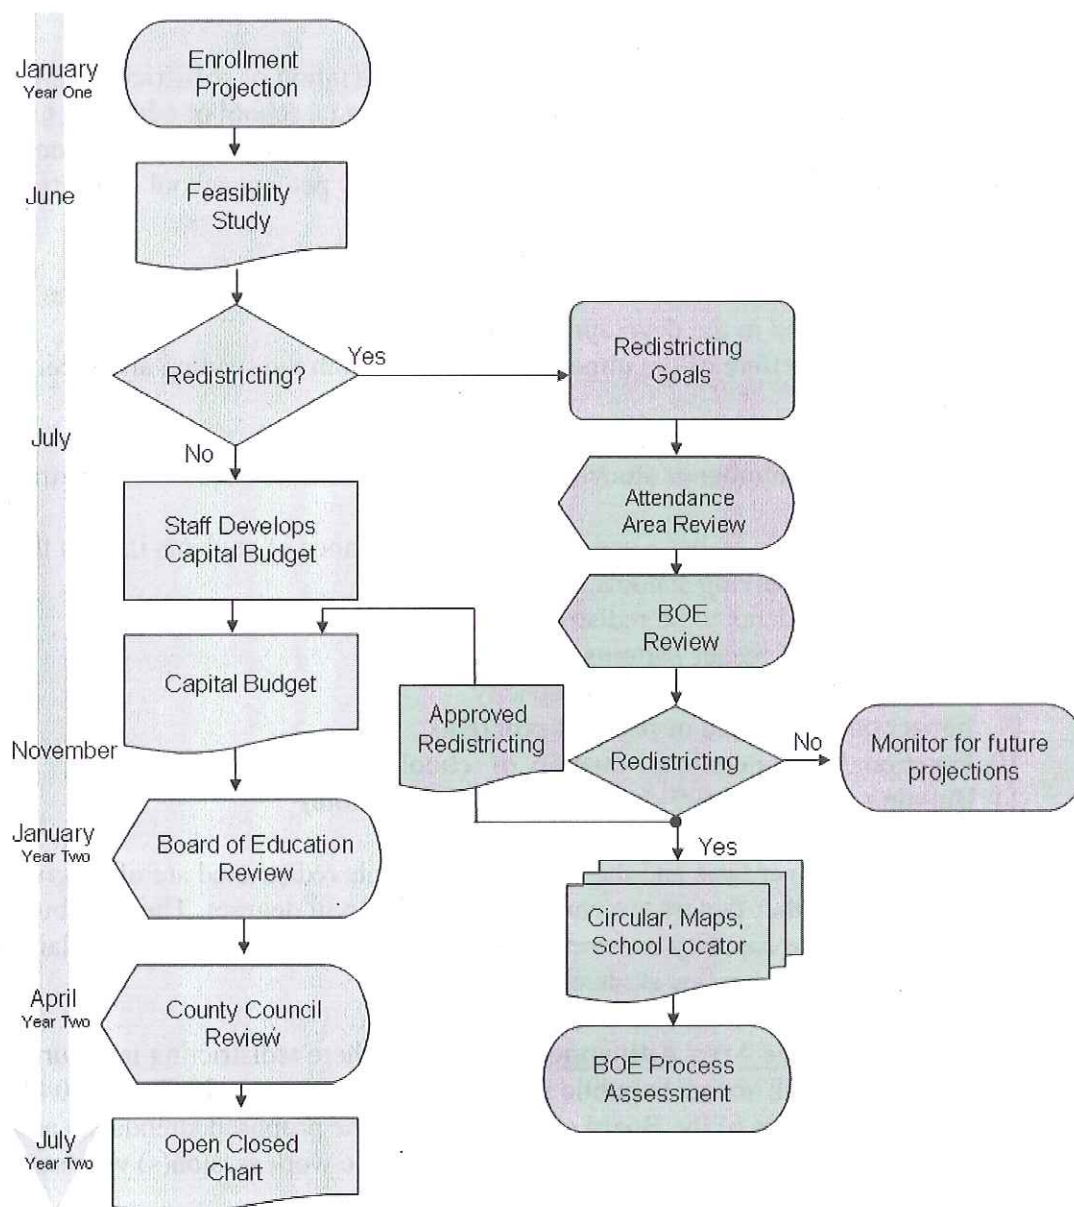 January
Year One
Enrollment
Projection
June
Feasibility
Study
Redistricting?
Yes
Redistricting
Goals
July
No
Attendance
Area Review
Staff Develops
Capital Budget
BOE
Review
Capital Budget
Approved
Redistricting
Redistricting
No
Monitor for future
projections
November
January
Year Two
Board of Education
Review
Yes
Circular, Maps,
School Locator
April
Year Two
County Council
Review
BOE Process
Assessment
July
Year Two
Open Closed
Chart